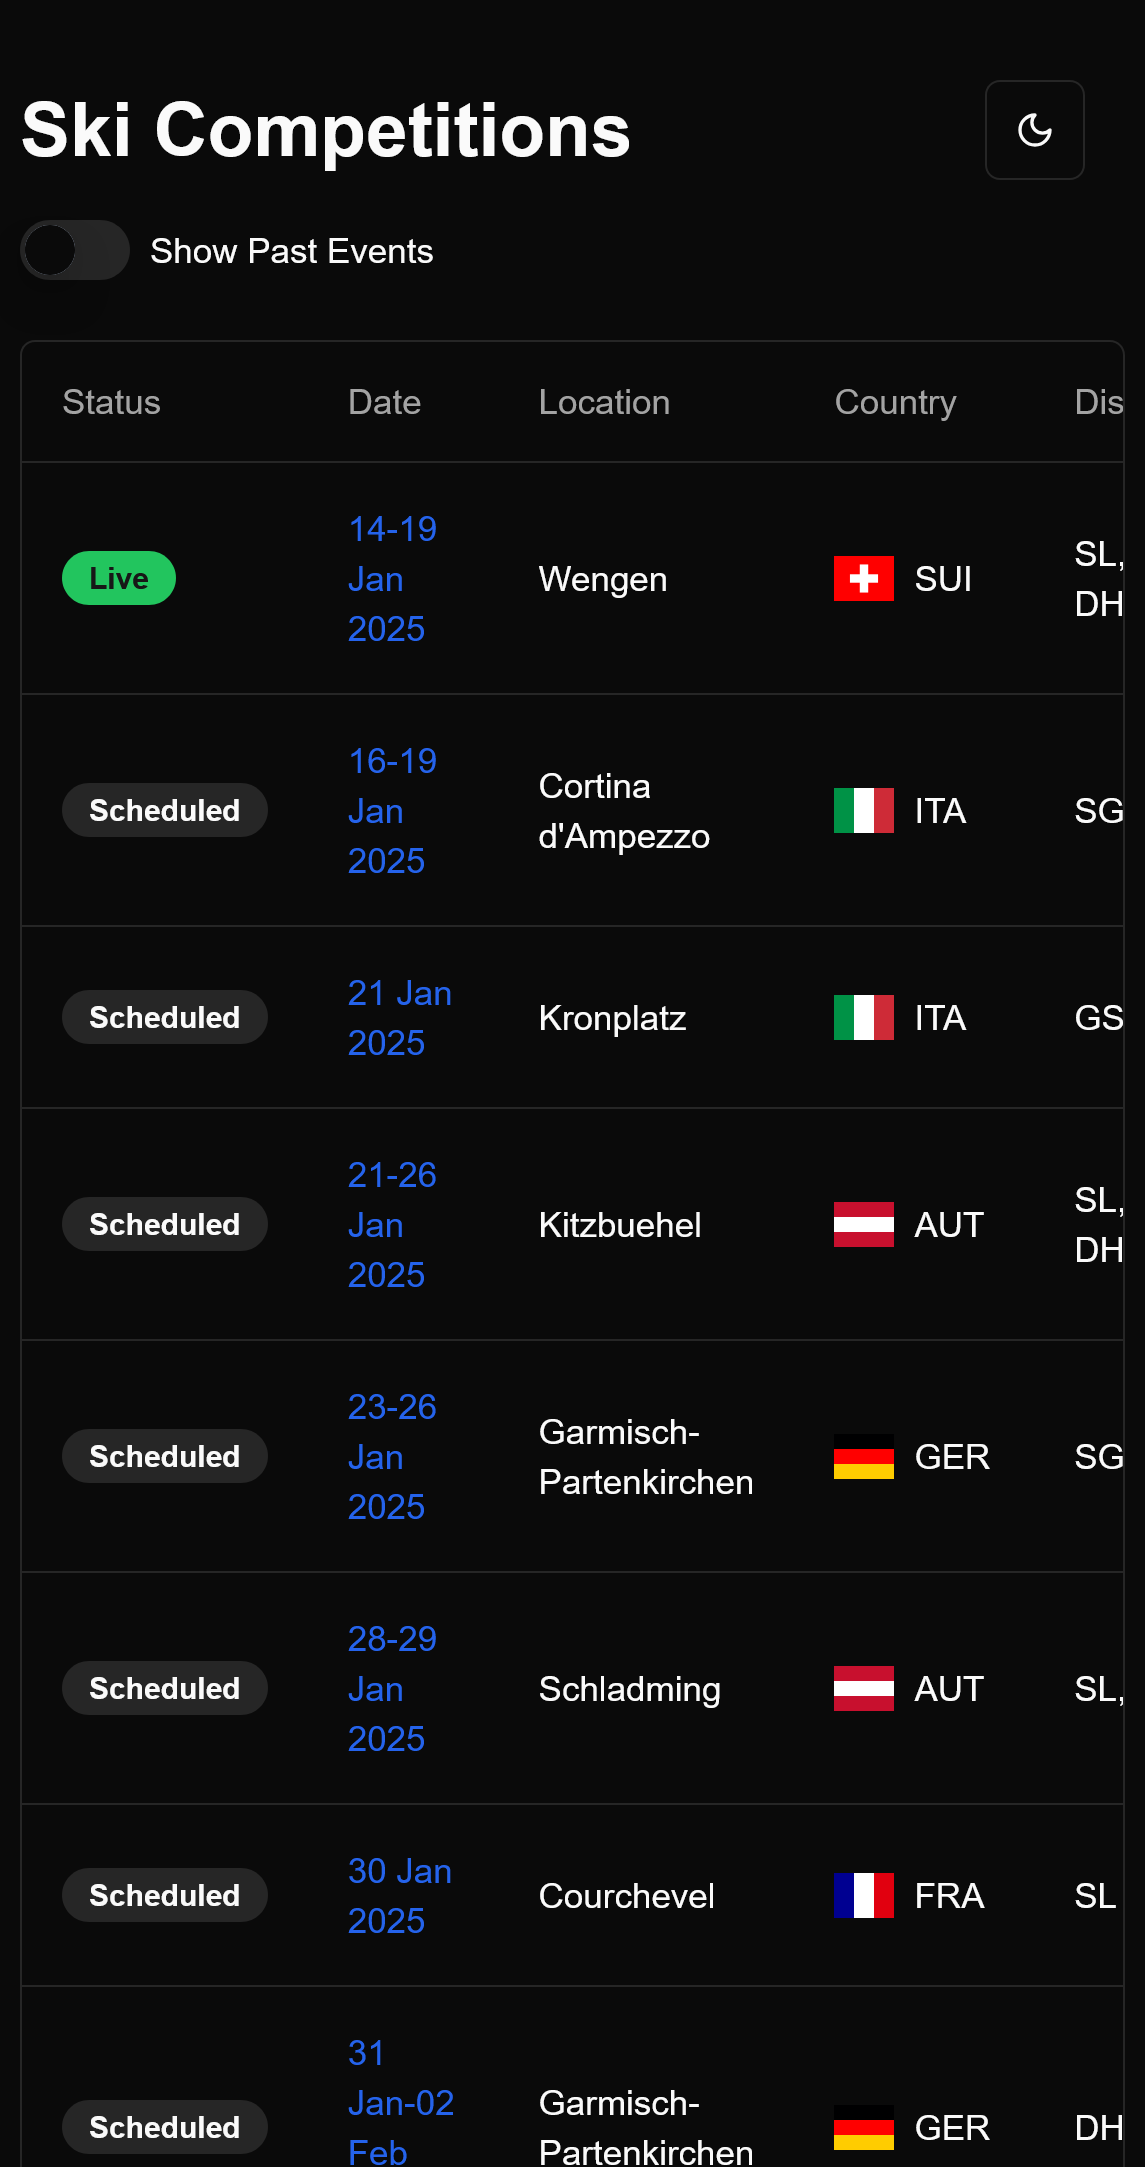 Ski Competitions
Show Past Events
Status Date Location Country Dis
Live
14-19
Jan
2025
Wengen
SUI
SL,
DH
Scheduled
16-19
Jan
2025
Cortina
d'Ampezzo
ITA
SG
Scheduled
21 Jan
2025
Kronplatz
ITA
GS
Scheduled
21-26
Jan
2025
Kitzbuehel
AUT
SL,
DH
Scheduled
23-26
Jan
2025
Garmisch-
Partenkirchen
GER
SG
Scheduled
28-29
Jan
2025
Schladming
AUT
SL,
Scheduled
30 Jan
2025
Courchevel
FRA
SL
Scheduled
31
Jan-02
Feb
Garmisch-
Partenkirchen
GER
DH